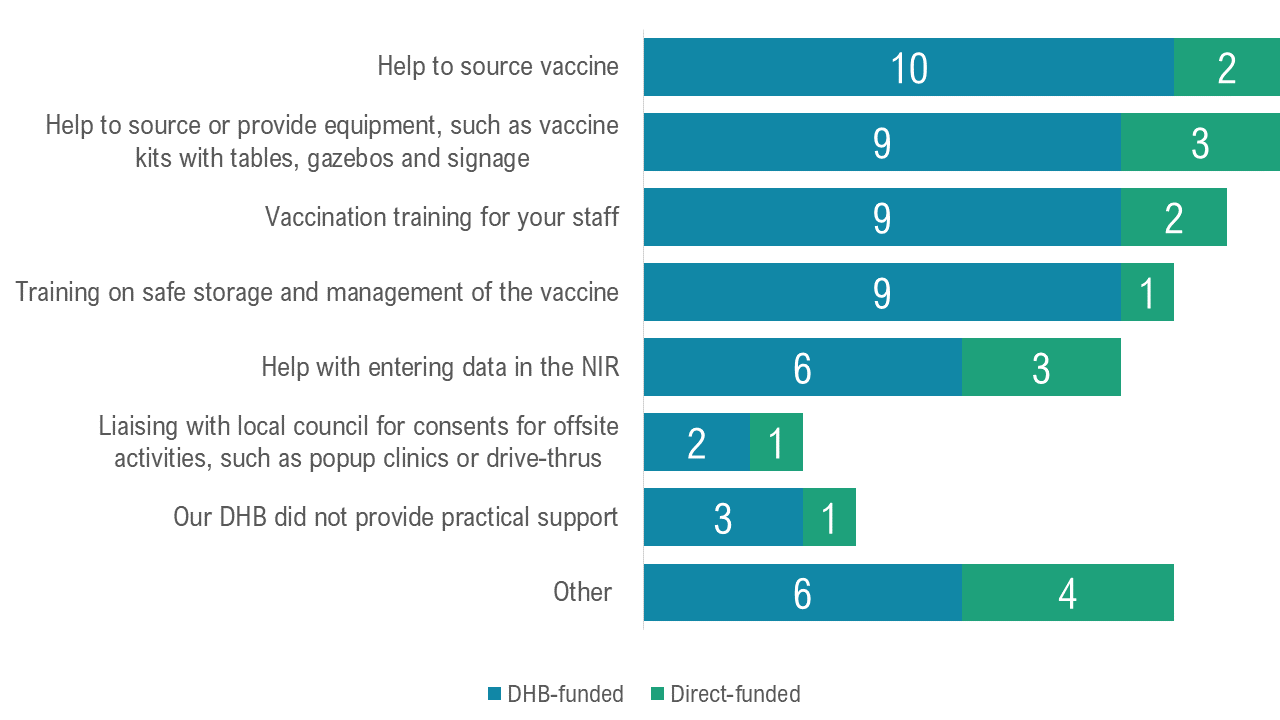 Help to source vaccine
10
2
Help to source or provide equipment, such as vaccine
kits with tables, gazebos and signage
9
3
Vaccination training for your staff
9
2
Training on safe storage and management of the vaccine
9
1
Help with entering data in the NIR
6
3
Liaising with local council for consents for offsite
activities, such as popup clinics or drive-thrus
2
1
Our DHB did not provide practical support
3
1
Other
6
4
DHB-funded
Direct-funded